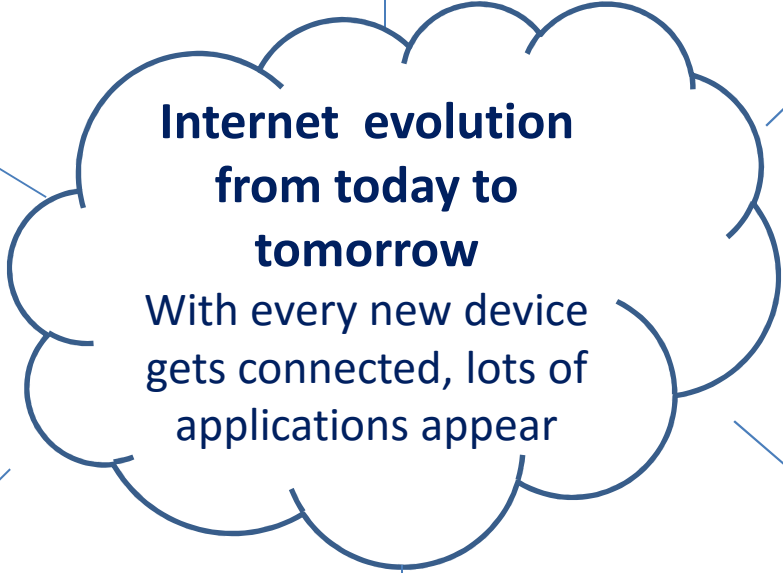 Internet  evolution
from today to
tomorrow
With every new device
gets connected, lots of
applications appear